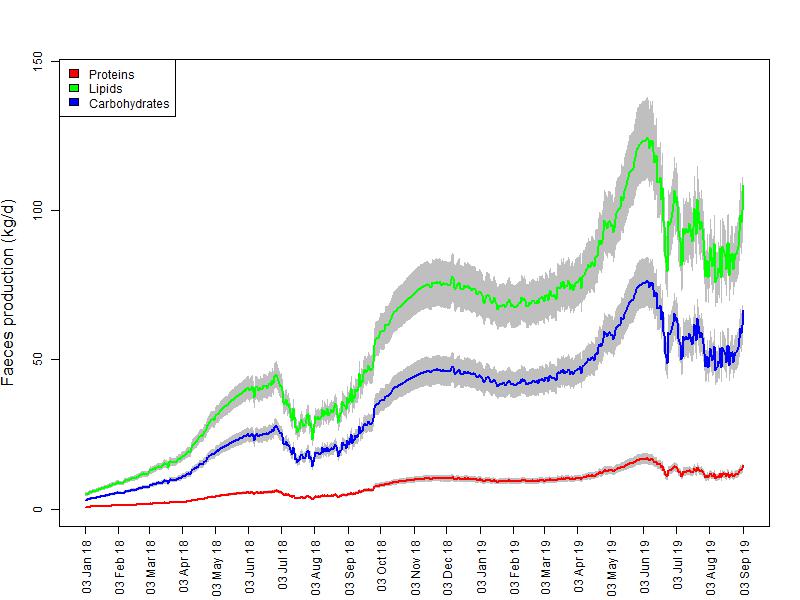 Faeces production (kg/d)
150
100
50
0
Proteins
Lipids
Carbohydrates
03 Jan 18
03 Feb 18
03 Mar 18
03 Apr 18
03 May 18
03 Jun 18
03 Jul 18
03 Aug 18
03 Sep 18
03 Oct 18
03 Nov 18
03 Dec 18
03 Jan 19
03 Feb 19
03 Mar 19
03 Apr 19
03 May 19
03 Jun 19
03 Jul 19
03 Aug 19
03 Sep 19